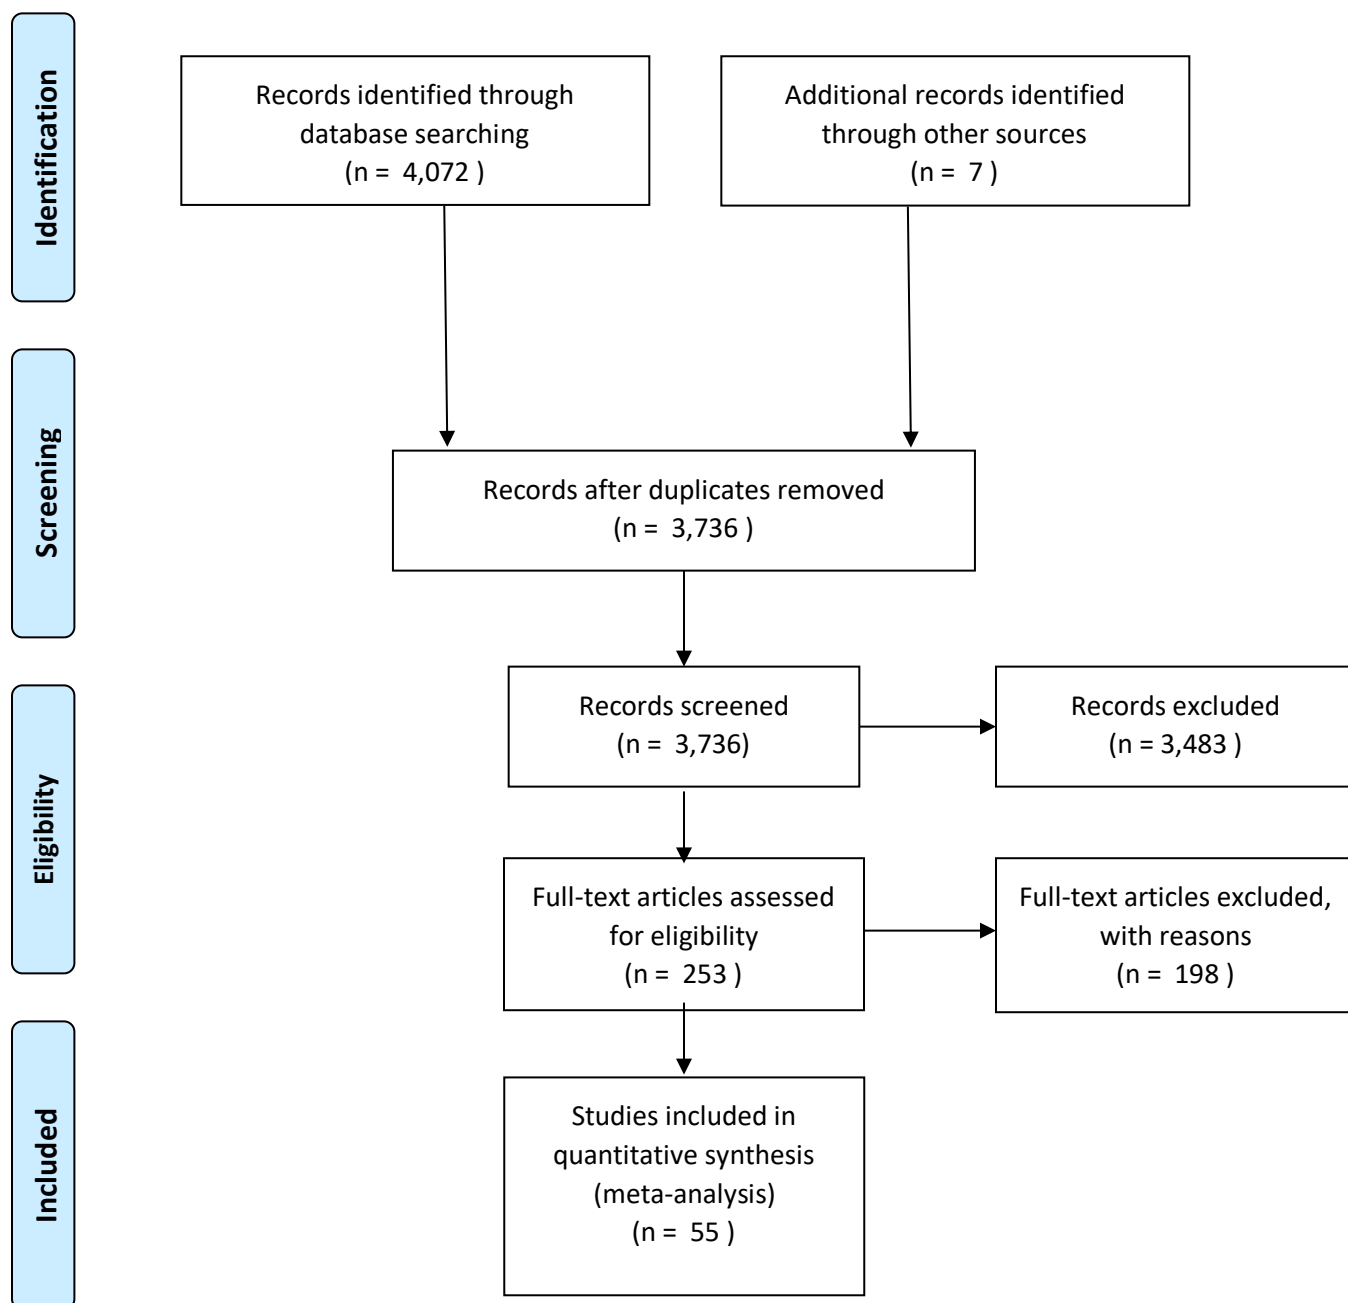 Identification
Records identified through
database searching
(n =  4,072 )
Additional records identified
through other sources
(n =  7 )
Screening
Records after duplicates removed
(n =  3,736 )
Records screened
(n =  3,736)
Records excluded
(n = 3,483 )
Eligibility
Full-text articles assessed
for eligibility
(n =  253 )
Full-text articles excluded,
with reasons
(n =  198 )
Included
Studies included in
quantitative synthesis
(meta-analysis)
(n =  55 )